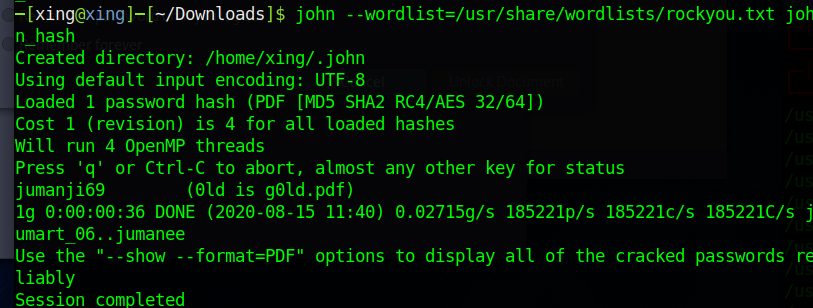 ─[xing@xing]─[~/Downloads]$ john --wordlist=/usr/share/wordlists/rockyou.txt joh
n_hash
Created directory: /home/xing/.john
Using default input encoding: UTF-8
Loaded 1 password hash (PDF [MD5 SHA2 RC4/AES 32/64])
Cost 1 (revision) is 4 for all loaded hashes
Will run 4 OpenMP threads
Press 'q' or Ctrl-C to abort, almost any other key for status
jumanji69        (0ld is g0ld.pdf)
1g 0:00:00:36 DONE (2020-08-15 11:40) 0.02715g/s 185221p/s 185221c/s 185221C/s j
umart_06..jumanee
Use the "--show --format=PDF" options to display all of the cracked passwords re
liably
Session completed